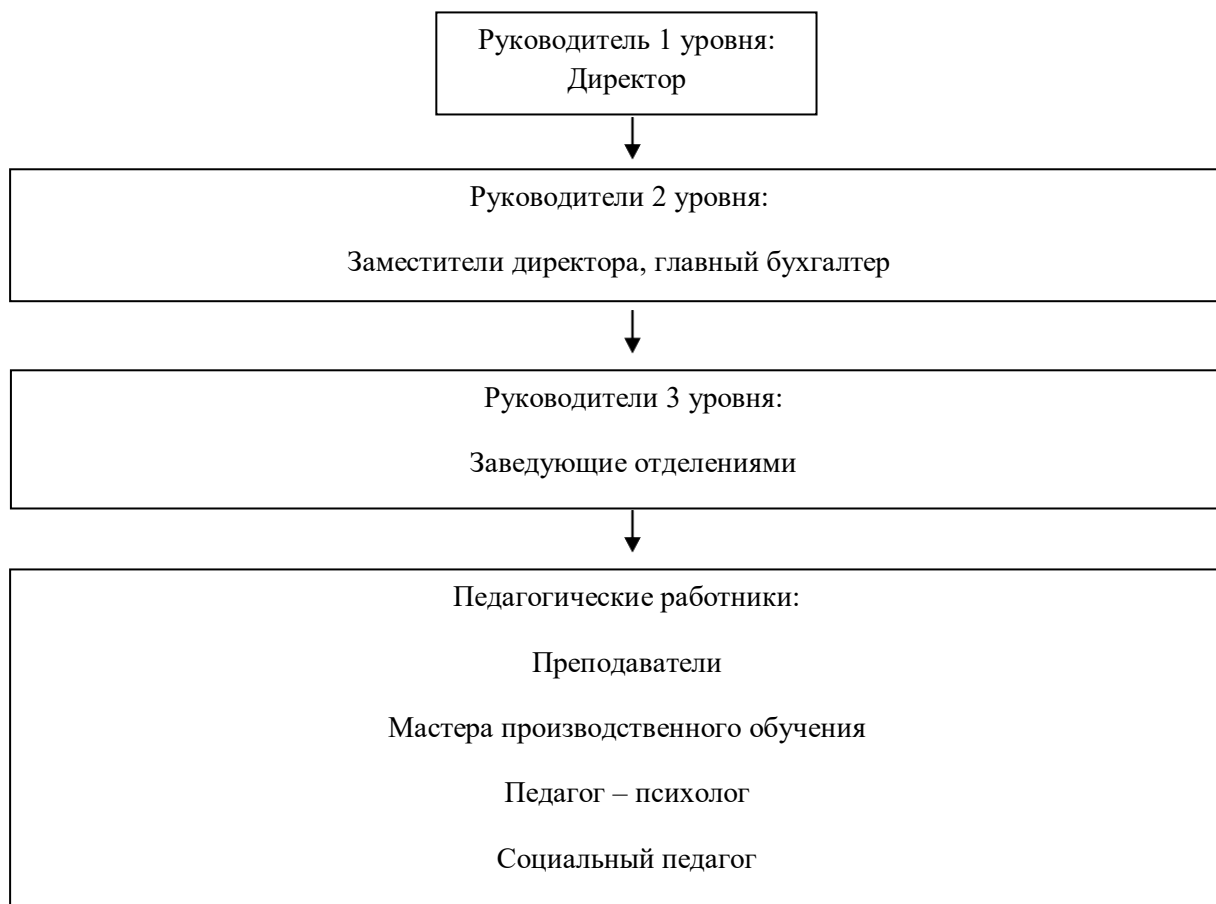 Руководитель 1 уровня:
Директор
Руководители 2 уровня:
Заместители директора, главный бухгалтер
Руководители 3 уровня:
Заведующие отделениями
Педагогические работники:
Преподаватели
Мастера производственного обучения
Педагог – психолог
Социальный педагог